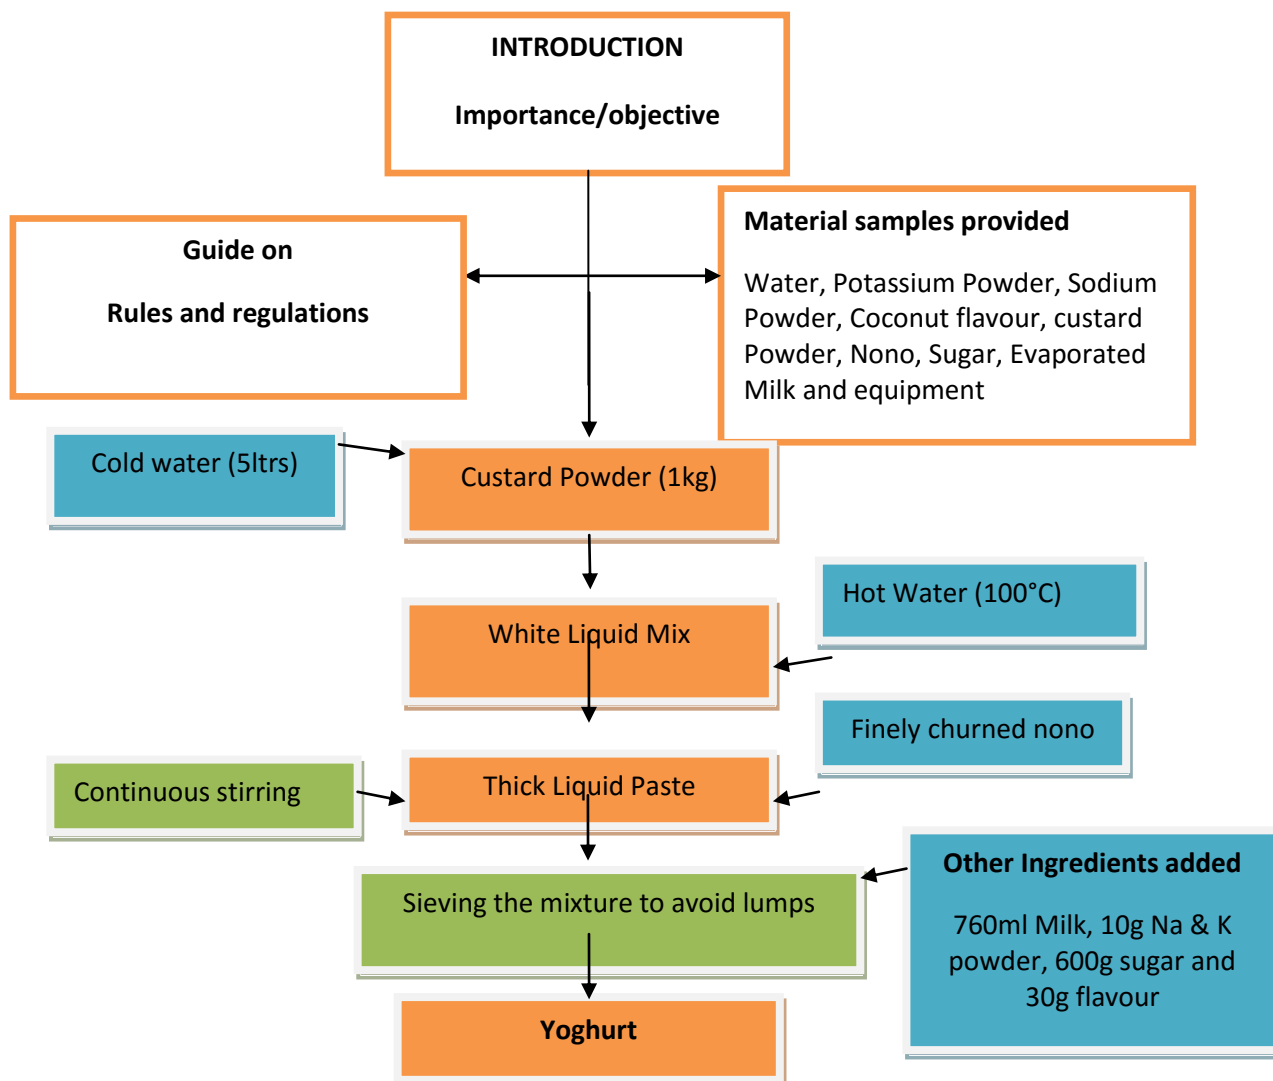 INTRODUCTION
Importance/objective
Guide on
Rules and regulations
Material samples provided
Water, Potassium Powder, Sodium
Powder, Coconut flavour, custard
Powder, Nono, Sugar, Evaporated
Milk and equipment
Cold water (5ltrs)
Custard Powder (1kg)
White Liquid Mix
Hot Water (100°C)
Finely churned nono
Continuous stirring
Thick Liquid Paste
Sieving the mixture to avoid lumps
Other Ingredients added
760ml Milk, 10g Na & K
powder, 600g sugar and
30g flavour
Yoghurt